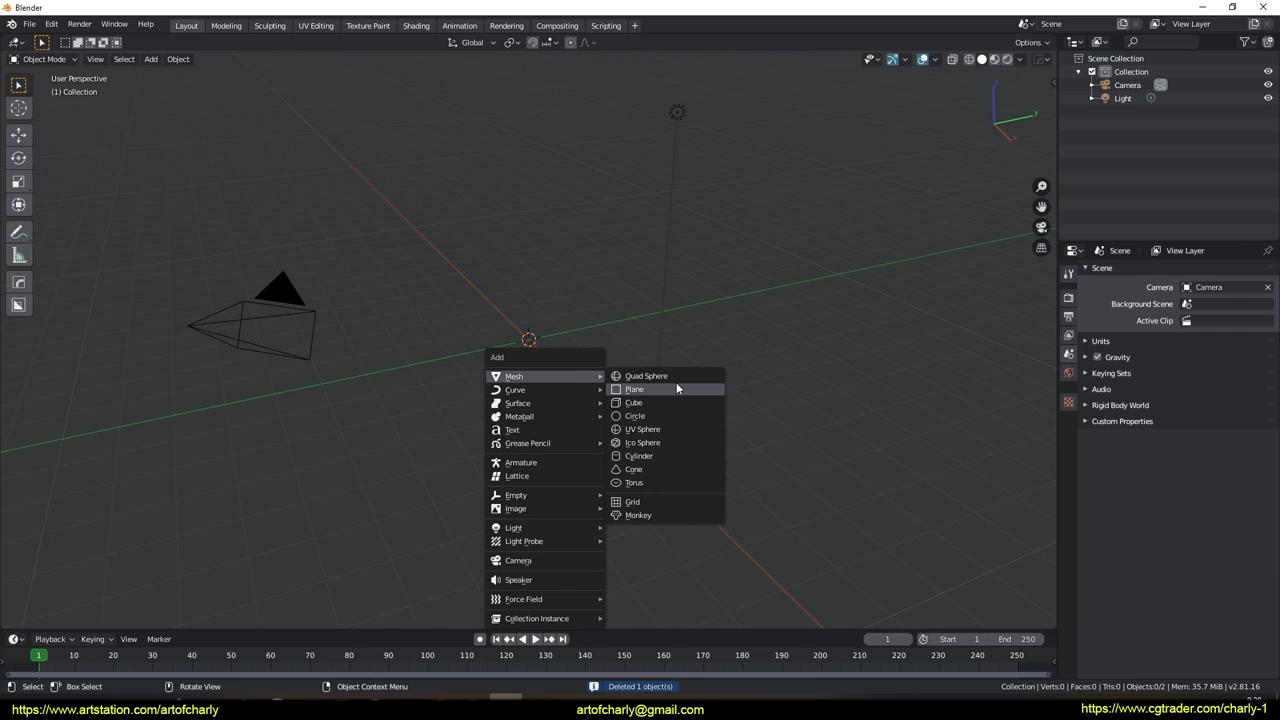 Blender
File Edit Render Window Help
Layout Modeling Sculpting UV Editing Texture Paint Shading Animation Rendering Compositing Scripting +
Scene
View Layer
Global
Options
Object Mode View Select Add Object
User Perspective
(1) Collection
z
y
x
Scene Collection
Collection
Camera
Light
Scene View Layer
Scene
Camera Camera
Background Scene
Active Clip
Units
Gravity
Keying Sets
Audio
Rigid Body World
Custom Properties
Add
Mesh
Curve
Surface
Metaball
Text
Grease Pencil
Armature
Lattice
Empty
Image
Light
Light Probe
Camera
Speaker
Force Field
Collection Instance
Quad Sphere
Plane
Cube
Circle
UV Sphere
Ico Sphere
Cylinder
Cone
Torus
Grid
Monkey
Playback Keying View Marker
1 Start 1 End 250
1 10 20 30 40 50 60 70 80 90 100 110 120 130 140 150 160 170 180 190 200 210 220 230 240 250
Select Box Select Rotate View Object Context Menu Deleted 1 object(s) Collection | Verts:0 | Faces:0 | Tris:0 | Objects:0/2 | Mem: 35.7 MiB | v2.81.16
https://www.artstation.com/artofcharly artofcharly@gmail.com https://www.cgtrader.com/charly-1